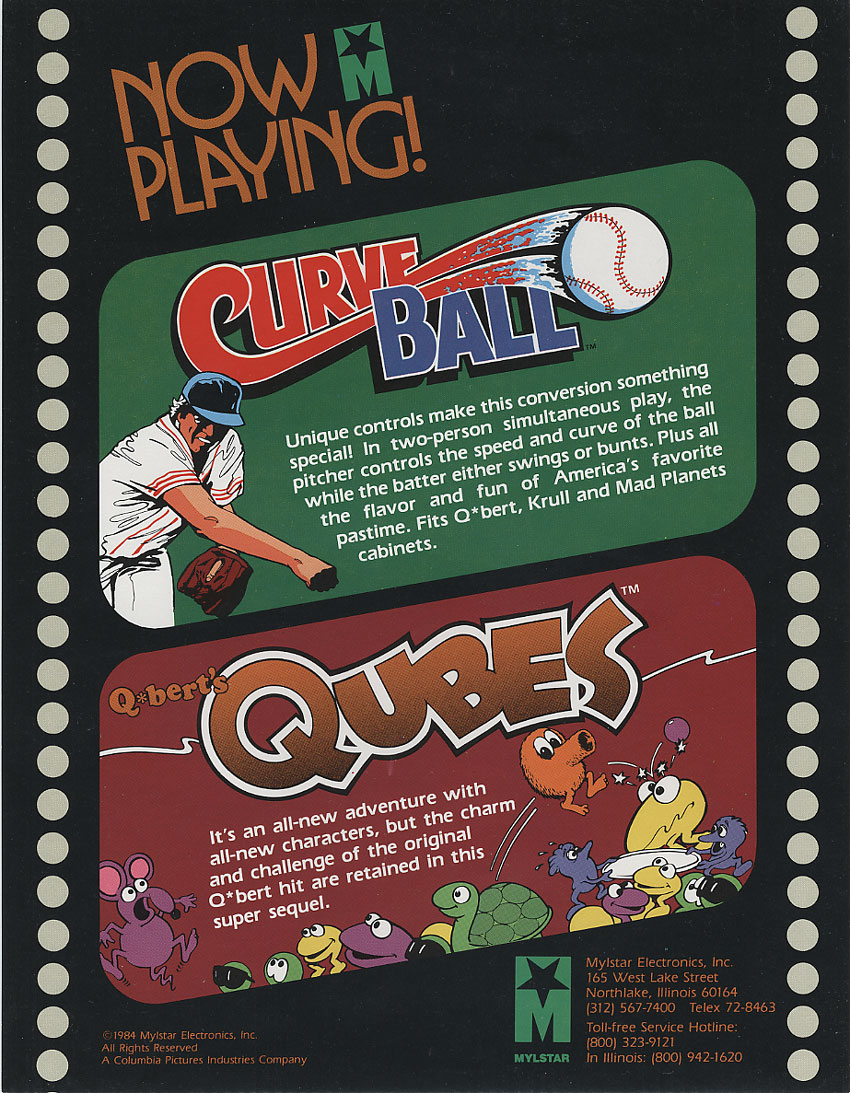 NOW
PLAYING!
M
CURVE
BALL™
Unique controls make this conversion something
special! In two-person simultaneous play, the
pitcher controls the speed and curve of the ball
while the batter either swings or bunts. Plus all
the flavor and fun of America's favorite
pastime. Fits Q*bert, Krull and Mad Planets
cabinets.
Q*bert's
QUBES™
It's an all-new adventure with
all-new characters, but the charm
and challenge of the original
Q*bert hit are retained in this
super sequel.
©1984 Mylstar Electronics, Inc.
All Rights Reserved
A Columbia Pictures Industries Company
M
MYLSTAR
Mylstar Electronics, Inc.
165 West Lake Street
Northlake, Illinois 60164
(312) 567-7400 Telex 72-8463
Toll-free Service Hotline:
(800) 323-9121
In Illinois: (800) 942-1620